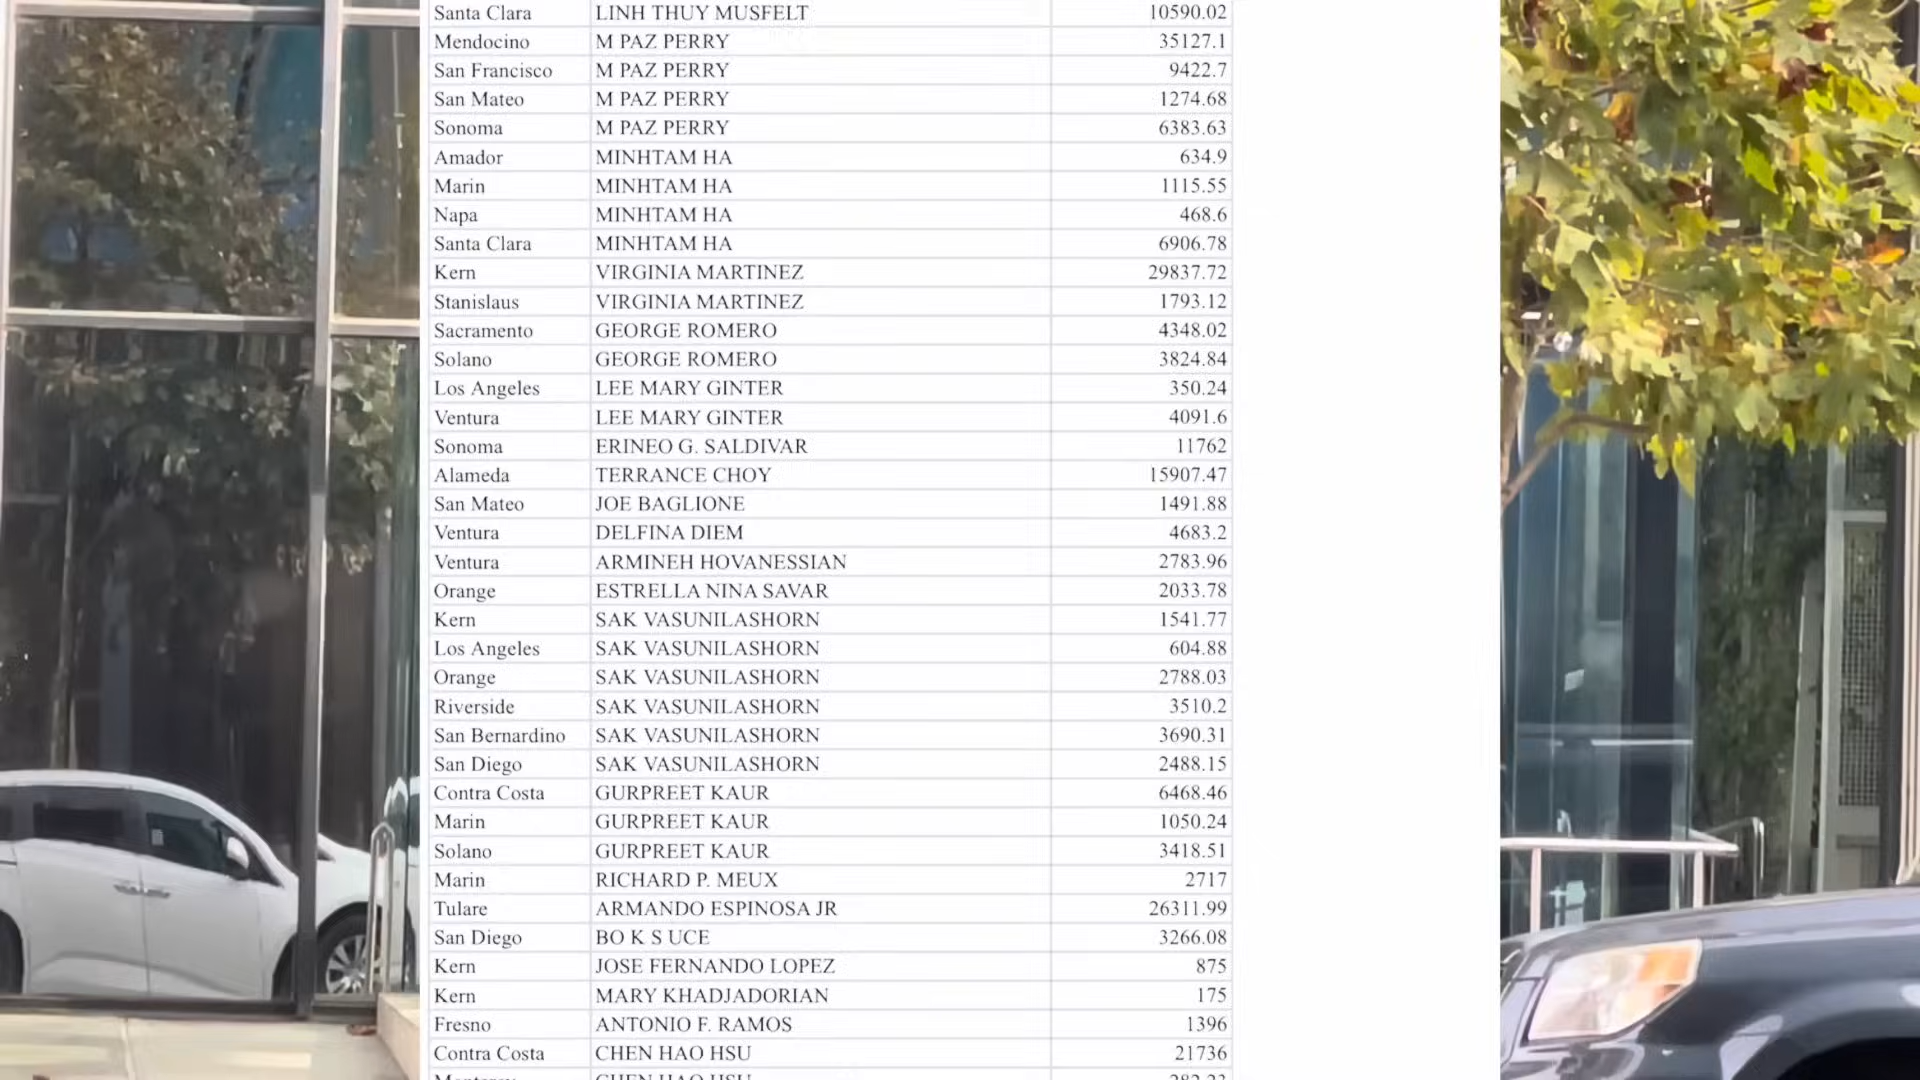 Santa Clara LINH THUY MUSFELT 10590.02
Mendocino M PAZ PERRY 35127.1
San Francisco M PAZ PERRY 9422.7
San Mateo M PAZ PERRY 1274.68
Sonoma M PAZ PERRY 6383.63
Amador MINHTAM HA 634.9
Marin MINHTAM HA 1115.55
Napa MINHTAM HA 468.6
Santa Clara MINHTAM HA 6906.78
Kern VIRGINIA MARTINEZ 29837.72
Stanislaus VIRGINIA MARTINEZ 1793.12
Sacramento GEORGE ROMERO 4348.02
Solano GEORGE ROMERO 3824.84
Los Angeles LEE MARY GINTER 350.24
Ventura LEE MARY GINTER 4091.6
Sonoma ERINEO G. SALDIVAR 11762
Alameda TERRANCE CHOY 15907.47
San Mateo JOE BAGLIONE 1491.88
Ventura DELFINA DIEM 4683.2
Ventura ARMINEH HOVANESSIAN 2783.96
Orange ESTRELLA NINA SAVAR 2033.78
Kern SAK VASUNILASHORN 1541.77
Los Angeles SAK VASUNILASHORN 604.88
Orange SAK VASUNILASHORN 2788.03
Riverside SAK VASUNILASHORN 3510.2
San Bernardino SAK VASUNILASHORN 3690.31
San Diego SAK VASUNILASHORN 2488.15
Contra Costa GURPREET KAUR 6468.46
Marin GURPREET KAUR 1050.24
Solano GURPREET KAUR 3418.51
Marin RICHARD P. MEUX 2717
Tulare ARMANDO ESPINOSA JR 26311.99
San Diego BO K S UCE 3266.08
Kern JOSE FERNANDO LOPEZ 875
Kern MARY KHADJADORIAN 175
Fresno ANTONIO F. RAMOS 1396
Contra Costa CHEN HAO HSU 21736
CHEN HAO HSU